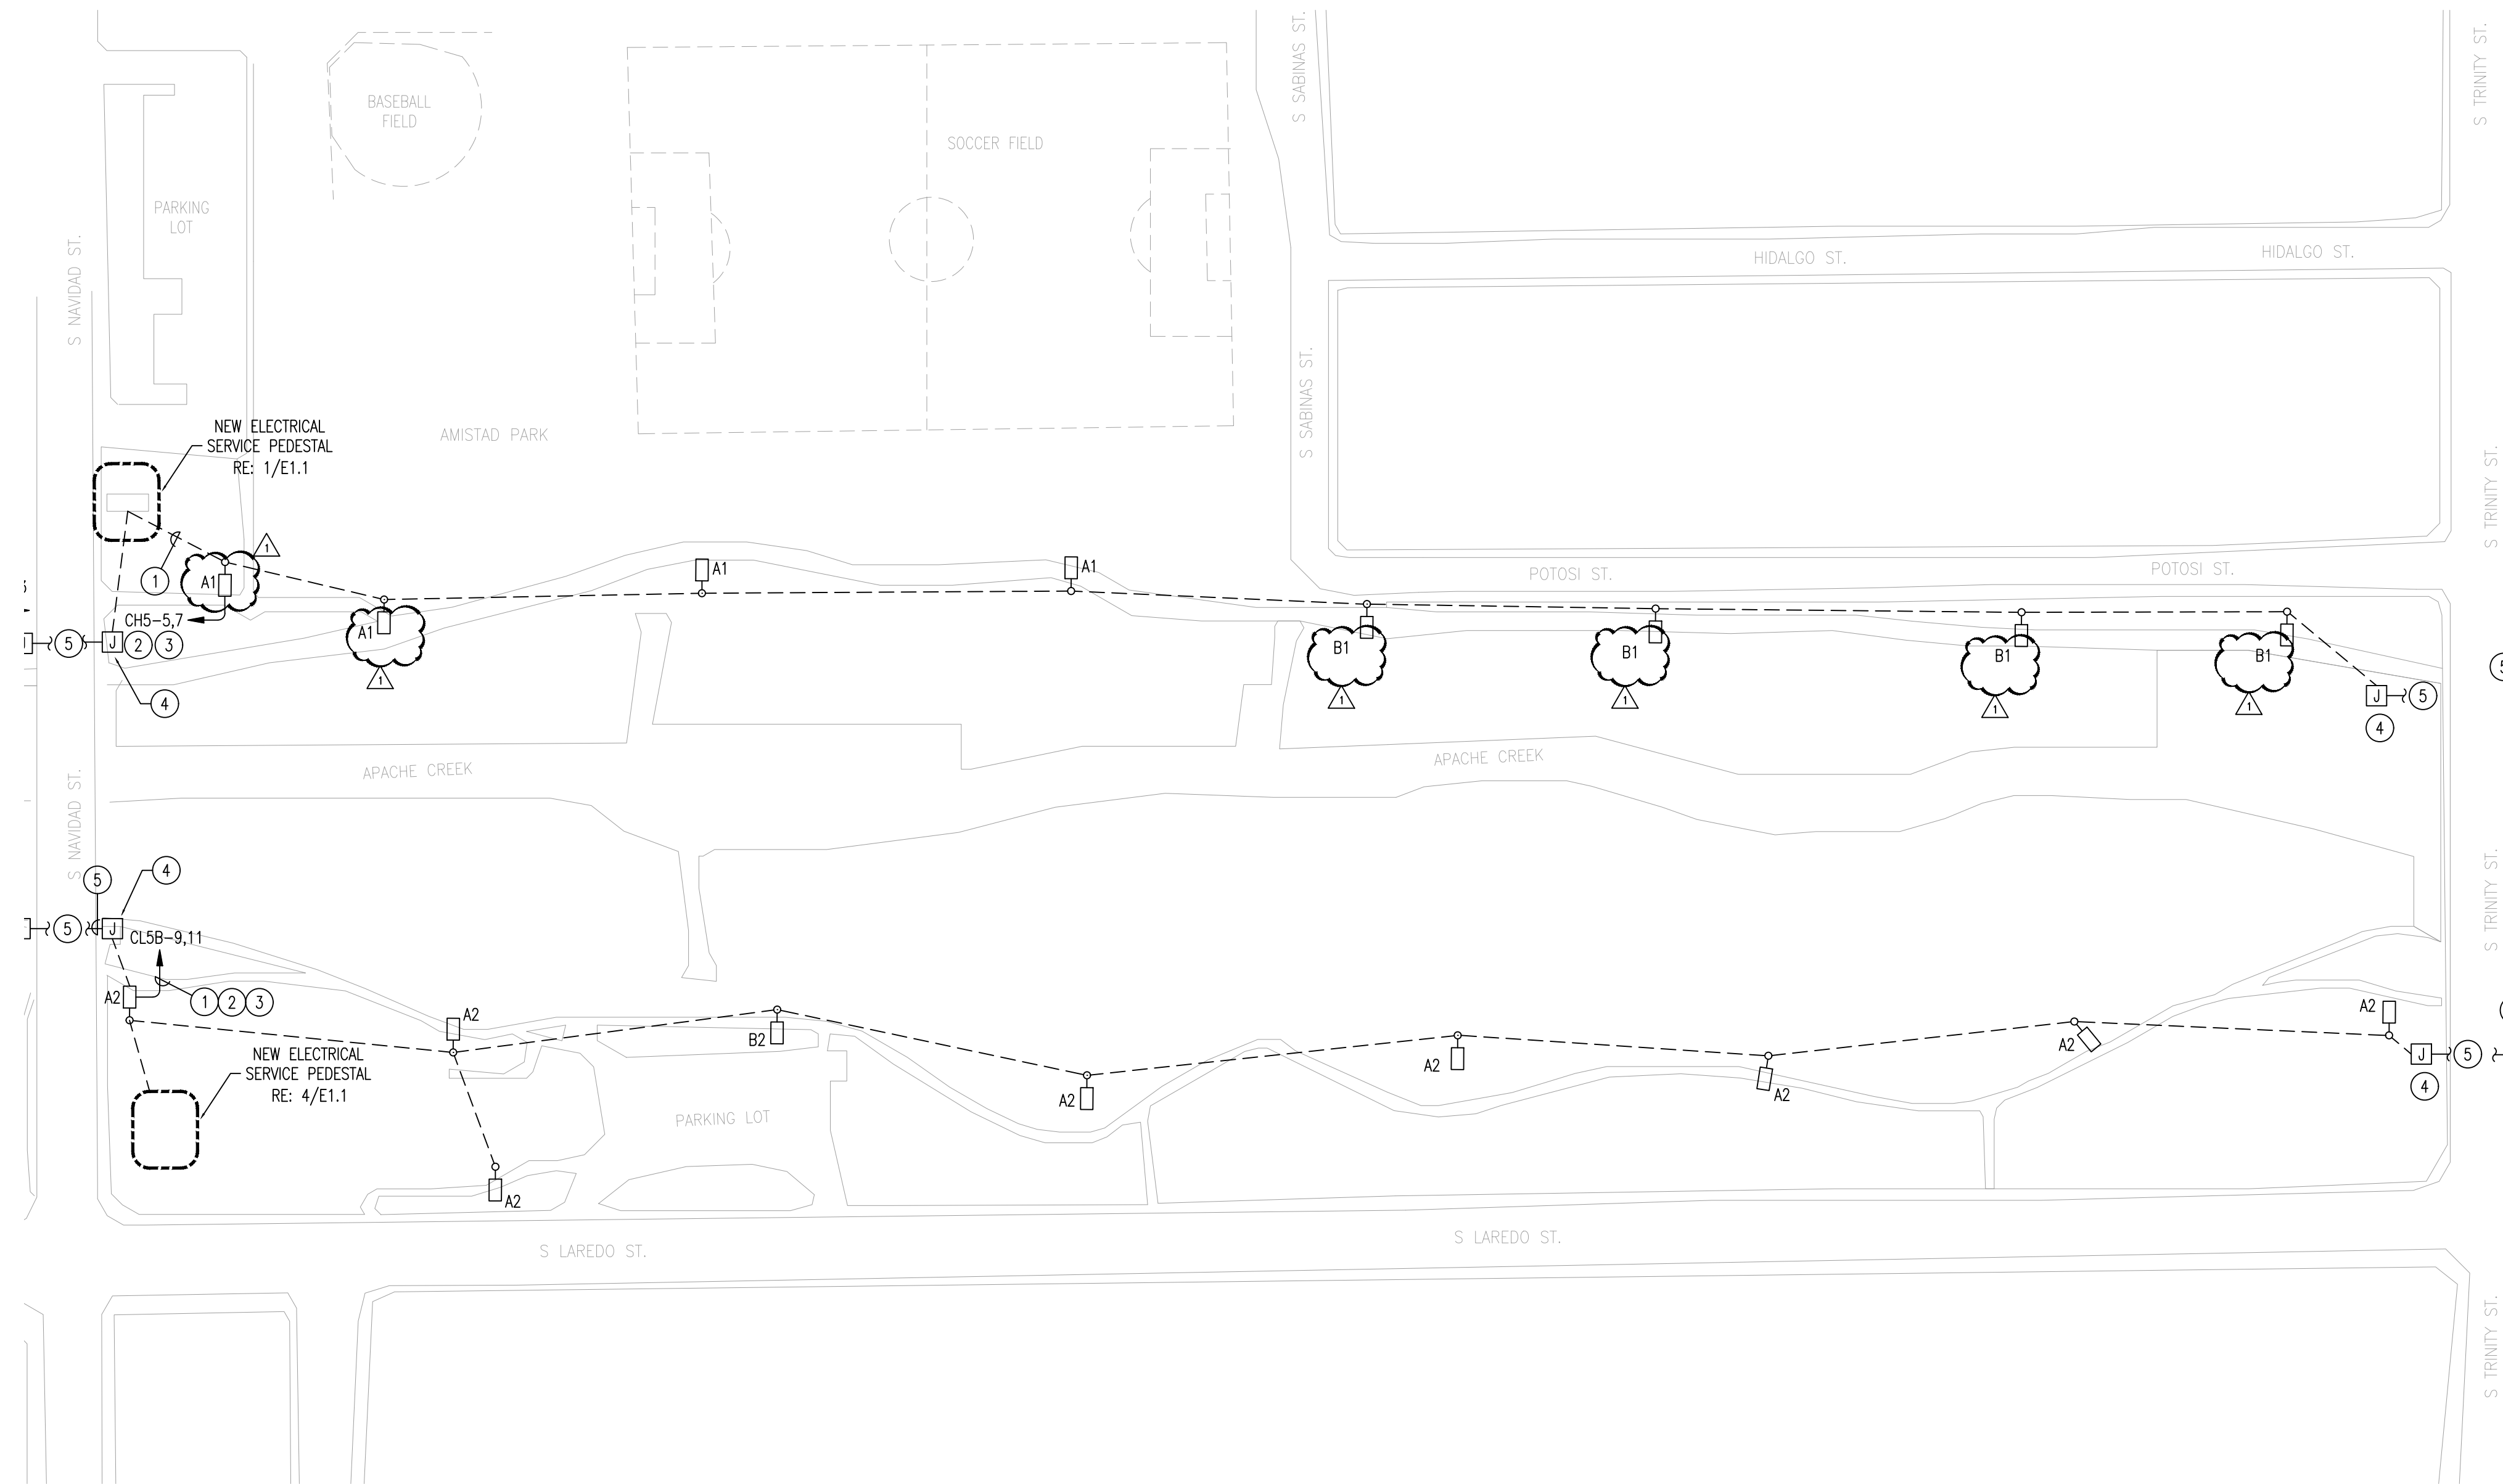 S SABINAS ST.
S TRINITY ST.
BASEBALL
FIELD
SOCCER FIELD
PARKING
LOT
S NAVIDAD ST.
HIDALGO ST.
HIDALGO ST.
S SABINAS ST.
NEW ELECTRICAL
SERVICE PEDESTAL
RE: 1/E1.1
AMISTAD PARK
S TRINITY ST.
1
1
A1
A1
A1
POTOSI ST.
POTOSI ST.
CH5-5,7
A1
5
J
2
3
4
1
B1
1
B1
1
B1
1
B1
1
J
5
4
APACHE CREEK
APACHE CREEK
S NAVIDAD ST.
S TRINITY ST.
4
5
5
J
CL5B-9,11
A2
1
2
3
A2
B2
A2
A2
A2
A2
A2
J
5
4
NEW ELECTRICAL
SERVICE PEDESTAL
RE: 4/E1.1
PARKING LOT
A2
S LAREDO ST.
S LAREDO ST.
S TRINITY ST.